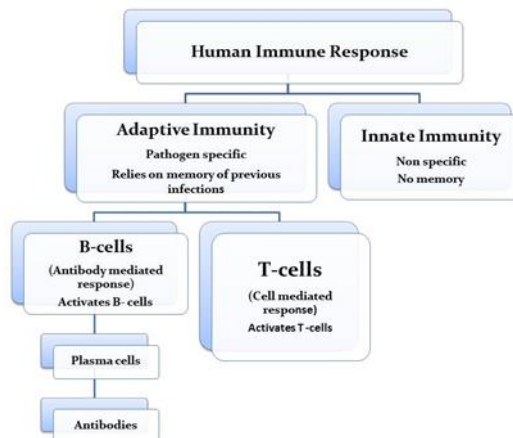 Human Immune Response
Adaptive Immunity
Pathogen specific
Relies on memory of previous
infections
Innate Immunity
Non specific
No memory
B-cells
(Antibody mediated
response)
Activates B- cells
T-cells
(Cell mediated
response)
Activates T-cells
Plasma cells
Antibodies